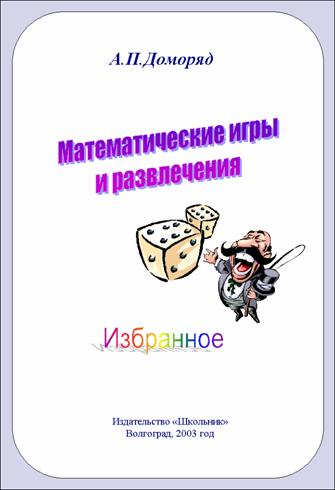 А.П.Доморяд
Математические игры
и развлечения
Избранное
Издательство «Школьник»
Волгоград, 2003 год